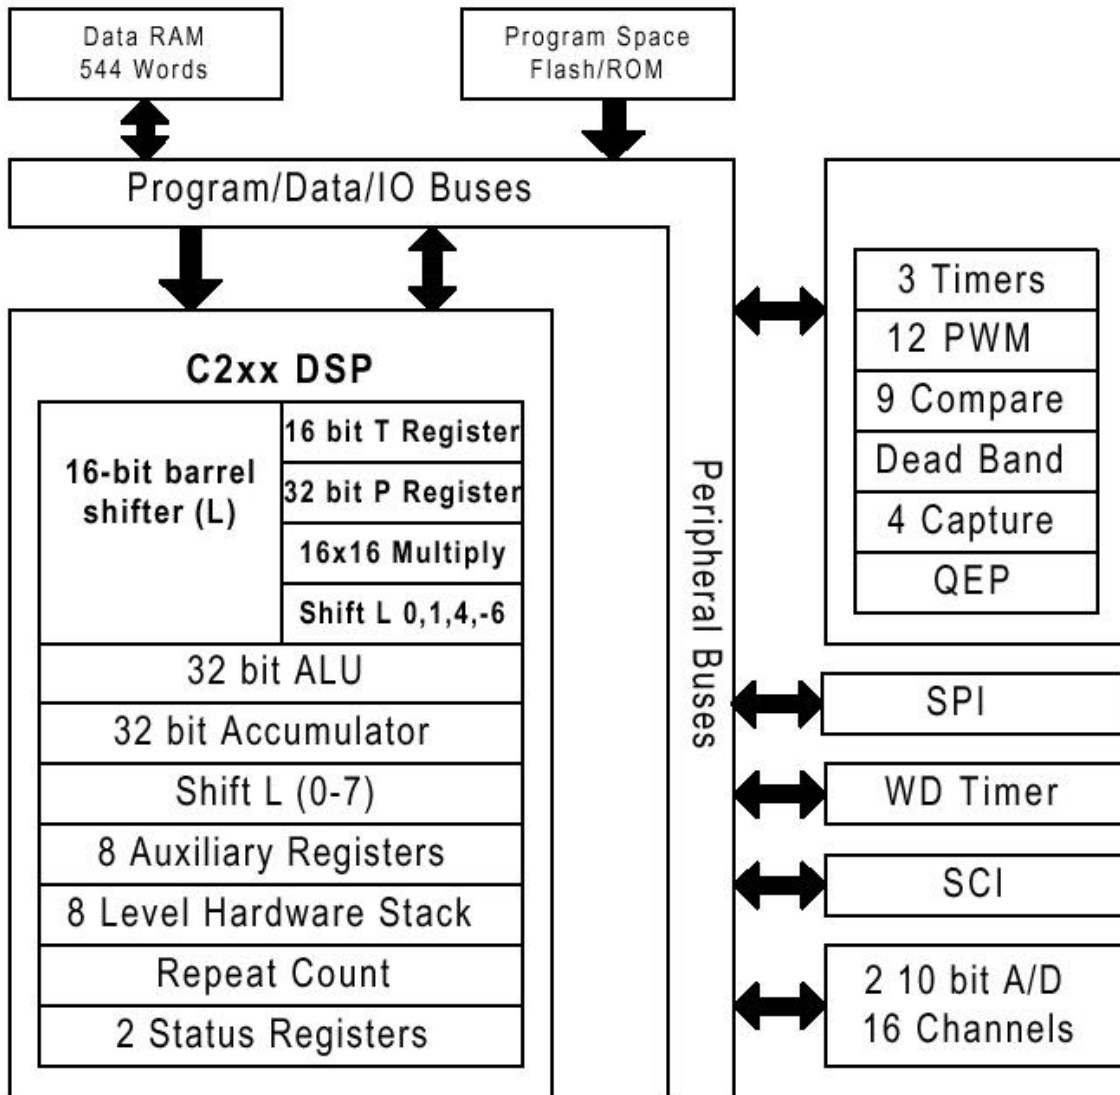 Data RAM
544 Words
Program Space
Flash/ROM
Program/Data/IO Buses
C2xx DSP
16-bit barrel
shifter (L)
16 bit T Register
32 bit P Register
16x16 Multiply
Shift L 0,1,4,-6
32 bit ALU
32 bit Accumulator
Shift L (0-7)
8 Auxiliary Registers
8 Level Hardware Stack
Repeat Count
2 Status Registers
Peripheral Buses
3 Timers
12 PWM
9 Compare
Dead Band
4 Capture
QEP
SPI
WD Timer
SCI
2 10 bit A/D
16 Channels